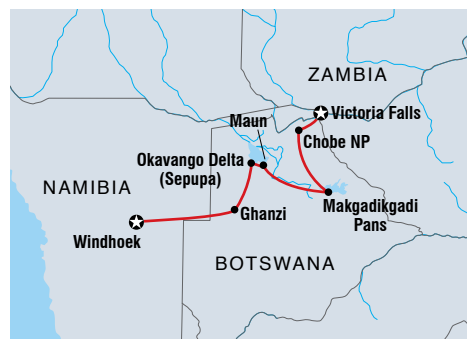 ZAMBIA
Victoria Falls
Maun
Chobe NP
Okavango Delta
(Sepupa)
NAMIBIA
Makgadikgadi
Pans
Ghanzi
Windhoek
BOTSWANA